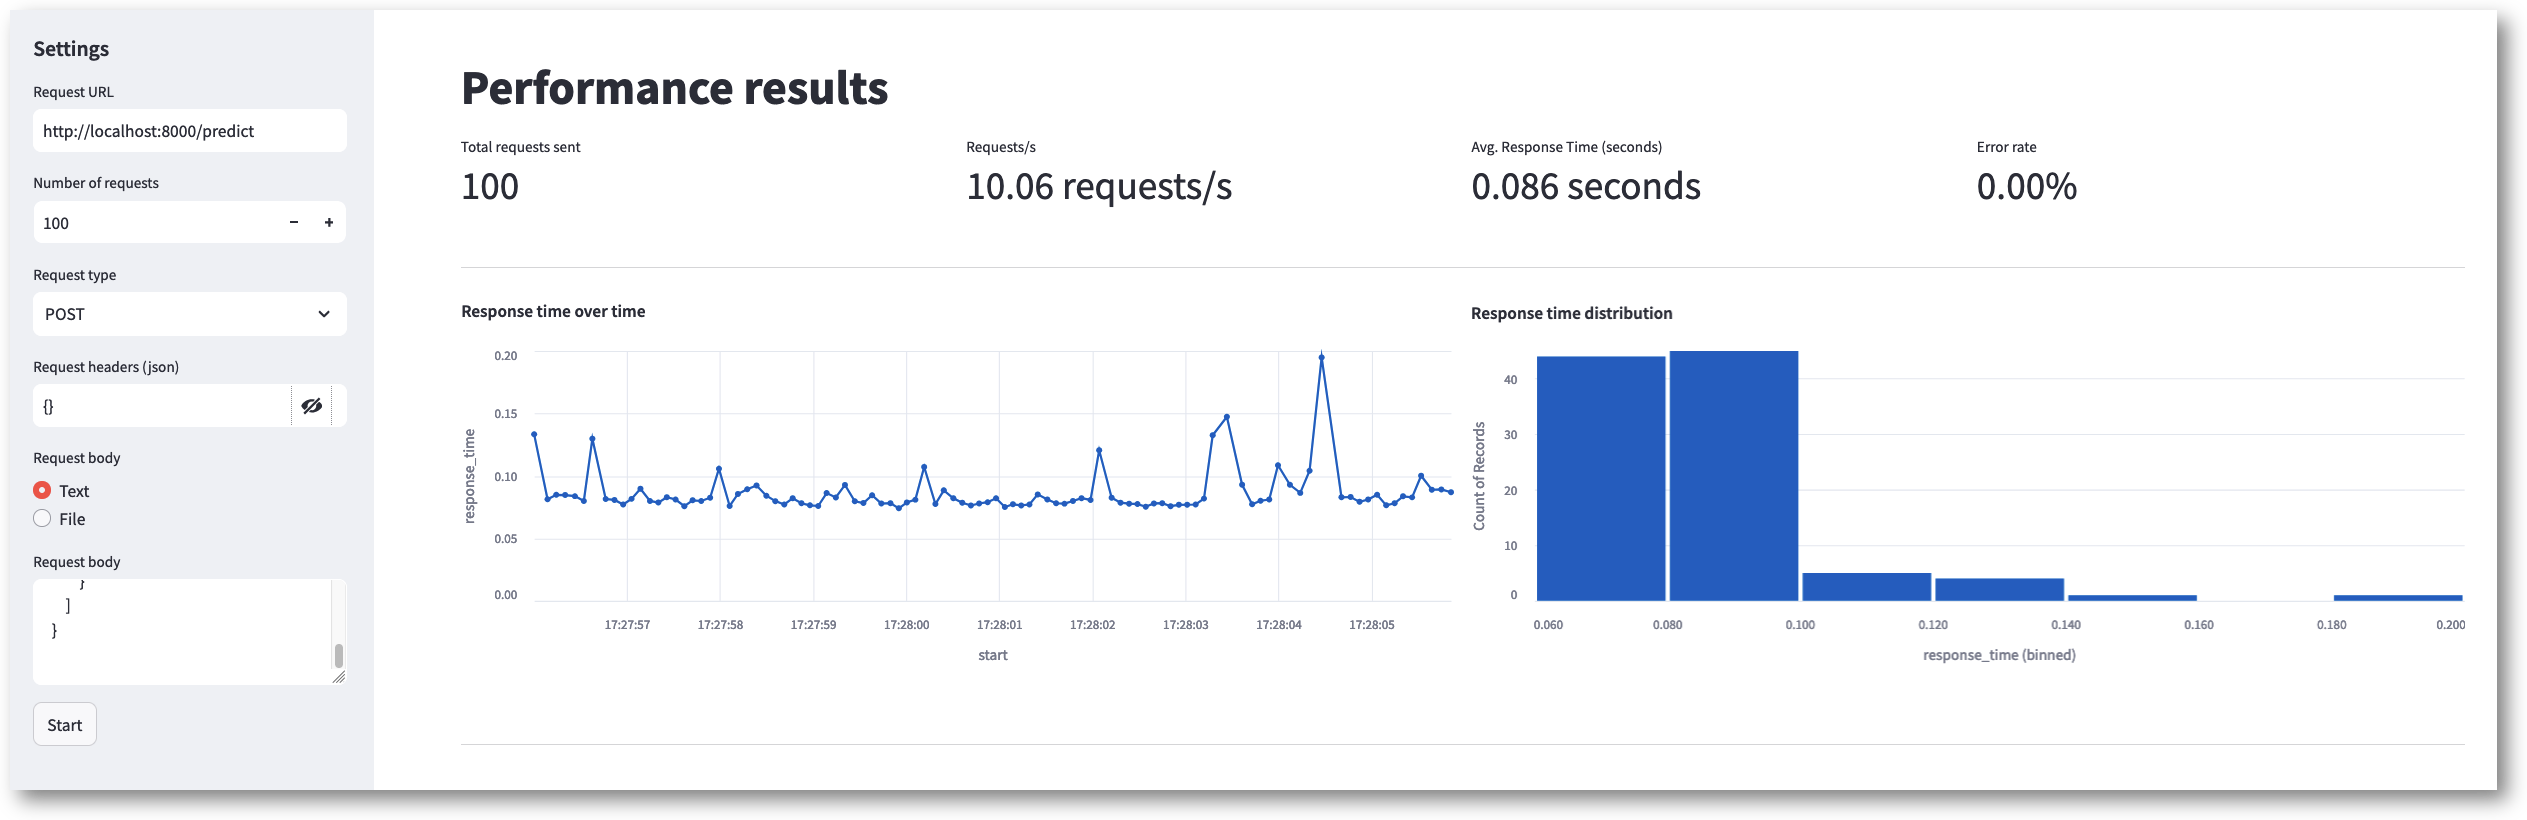 Settings
Request URL
http://localhost:8000/predict
Number of requests
100 − +
Request type
POST
Request headers (json)
{}
Request body
Text
File
Request body
}
]
}
Start
Performance results
Total requests sent
100
Requests/s
10.06 requests/s
Avg. Response Time (seconds)
0.086 seconds
Error rate
0.00%
Response time over time
0.20
0.15
0.10
0.05
0.00
response_time
17:27:57 17:27:58 17:27:59 17:28:00 17:28:01 17:28:02 17:28:03 17:28:04 17:28:05
start
Response time distribution
40
30
20
10
0
Count of Records
0.060 0.080 0.100 0.120 0.140 0.160 0.180 0.200
response_time (binned)